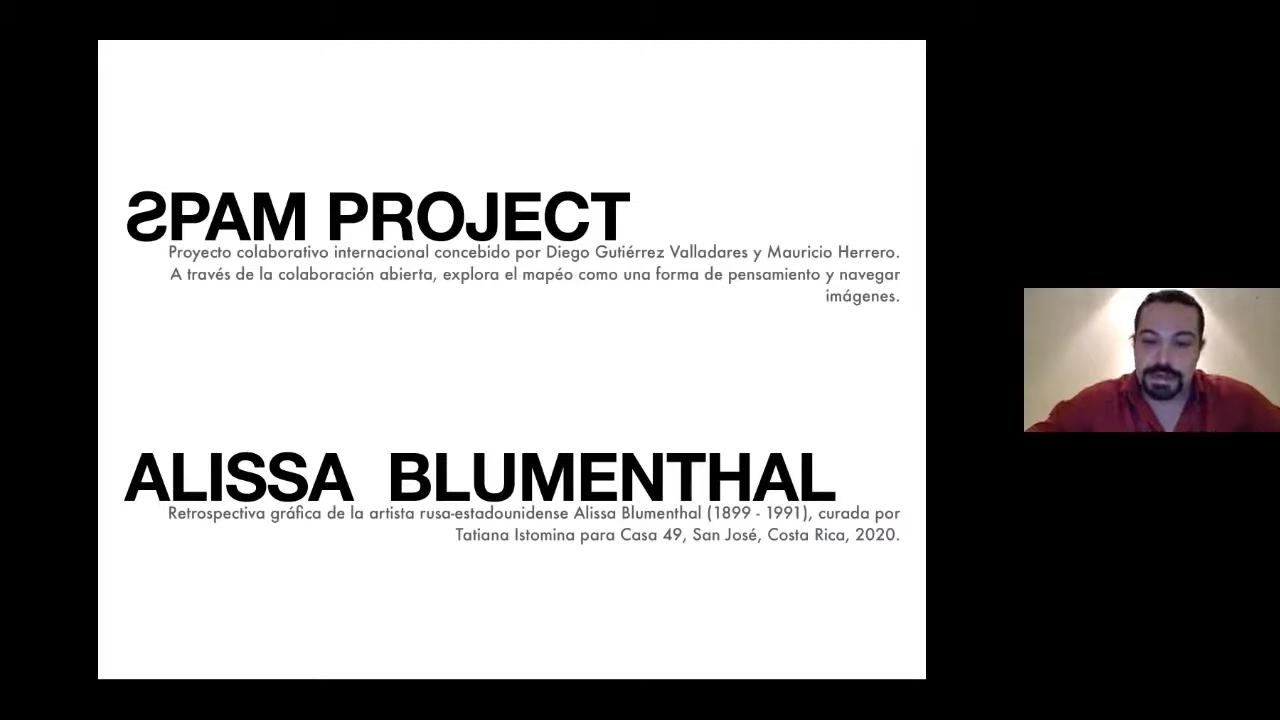 SPAM PROJECT
Proyecto colaborativo internacional concebido por Diego Gutiérrez Valladares y Mauricio Herrero.
A través de la colaboración abierta, explora el mapéo como una forma de pensamiento y navegar
imágenes.
ALISSA BLUMENTHAL
Retrospectiva gráfica de la artista rusa-estadounidense Alissa Blumenthal (1899 - 1991), curada por
Tatiana Istomina para Casa 49, San José, Costa Rica, 2020.